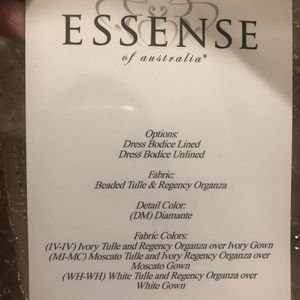 ESSENSE
of australia®
Options:
Dress Bodice Lined
Dress Bodice Unlined
Fabric:
Beaded Tulle & Regency Organza
Detail Color:
(DM) Diamante
Fabric Colors:
(IV-IV) Ivory Tulle and Regency Organza over Ivory Gown
(MI-MC) Moscato Tulle and Ivory Regency Organza over
Moscato Gown
(WH-WH) White Tulle and Regency Organza over
White Gown